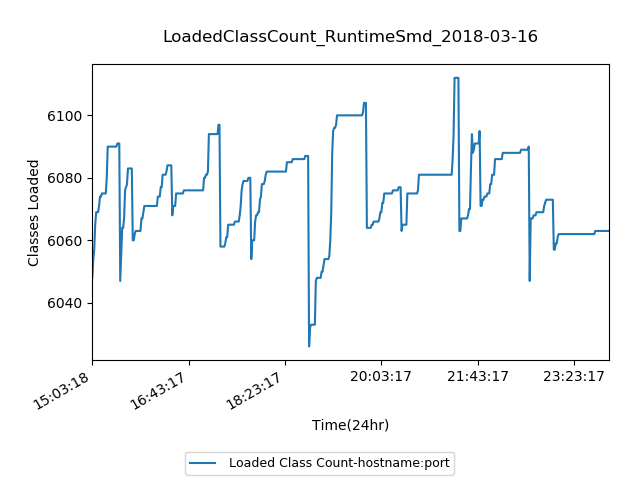 LoadedClassCount_RuntimeSmd_2018-03-16
6100
6080
6060
6040
Classes Loaded
15:03:18
16:43:17
18:23:17
20:03:17
21:43:17
23:23:17
Time(24hr)
Loaded Class Count-hostname:port